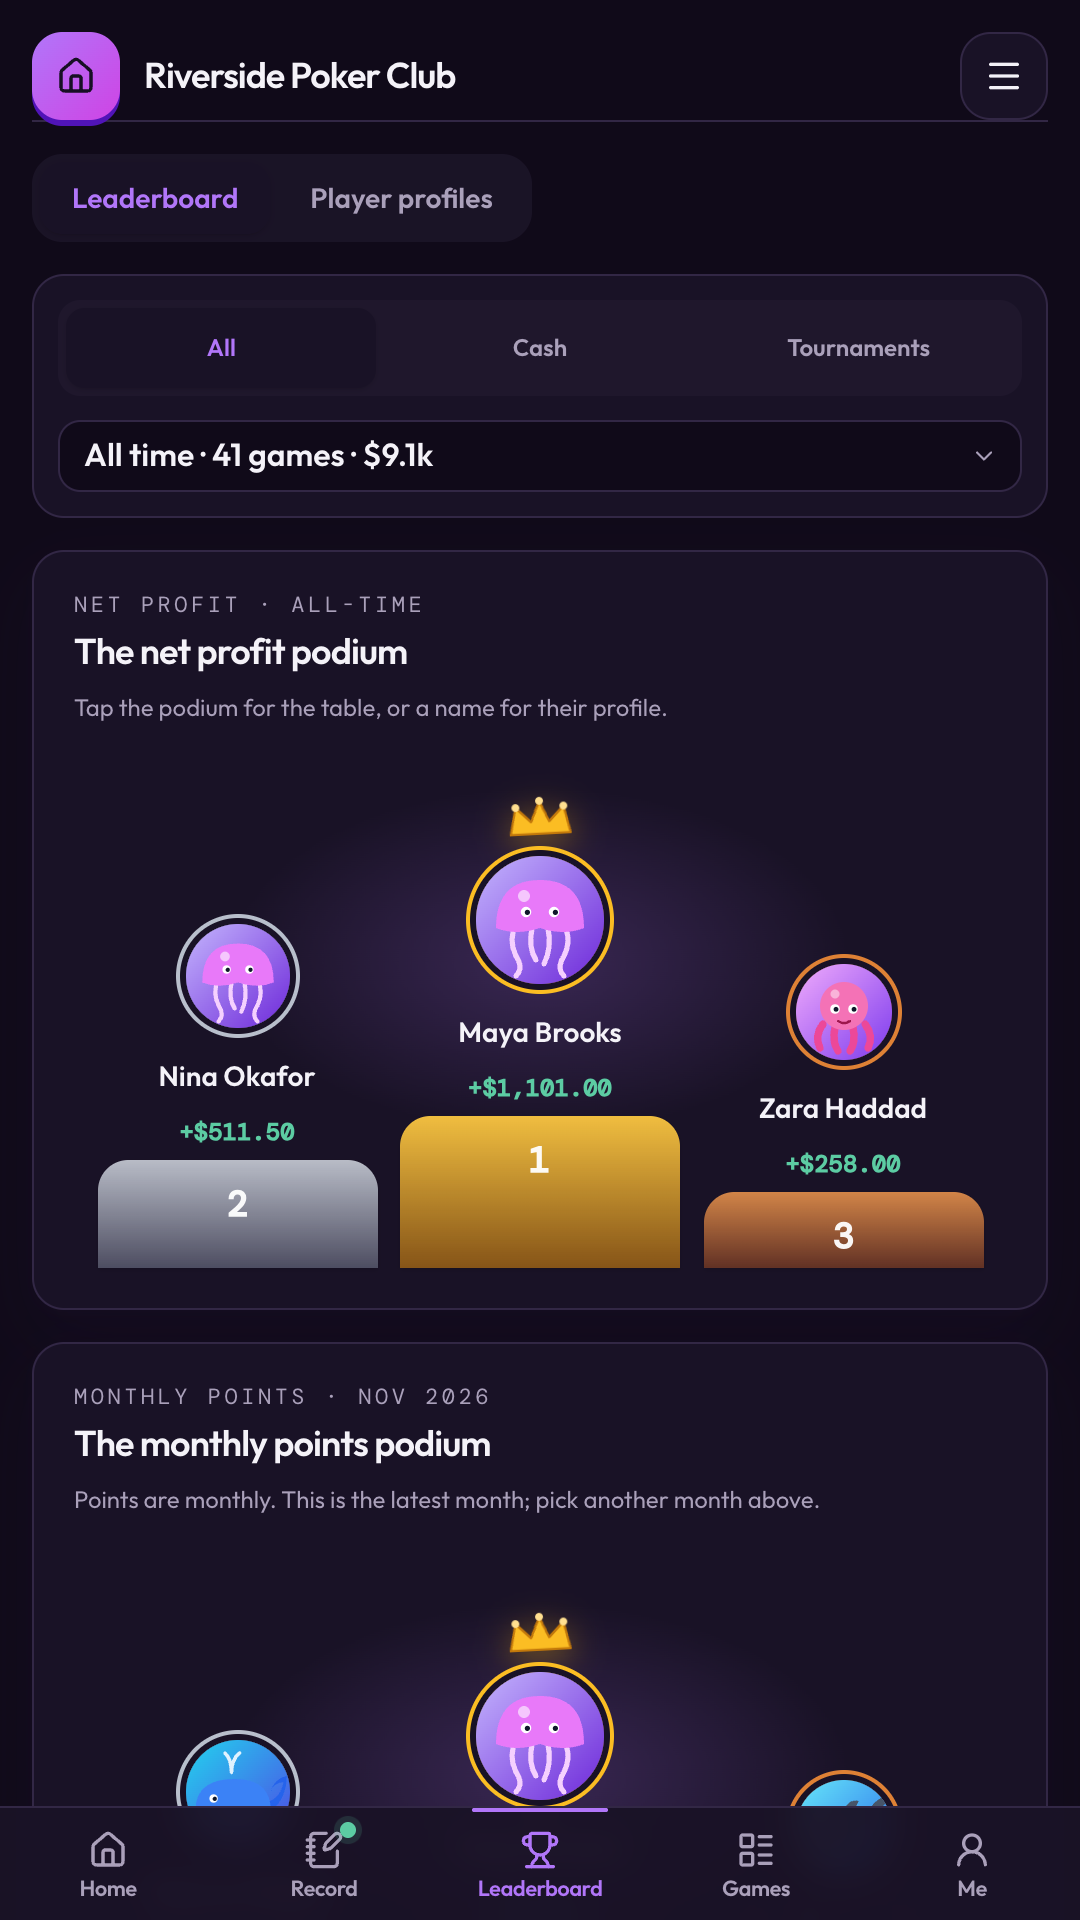 Riverside Poker Club
Leaderboard
Player profiles
All
Cash
Tournaments
All time · 41 games · $9.1k
NET PROFIT · ALL-TIME
The net profit podium
Tap the podium for the table, or a name for their profile.
Maya Brooks
+$1,101.00
1
Nina Okafor
+$511.50
2
Zara Haddad
+$258.00
3
MONTHLY POINTS · NOV 2026
The monthly points podium
Points are monthly. This is the latest month; pick another month above.
Home
Record
Leaderboard
Games
Me